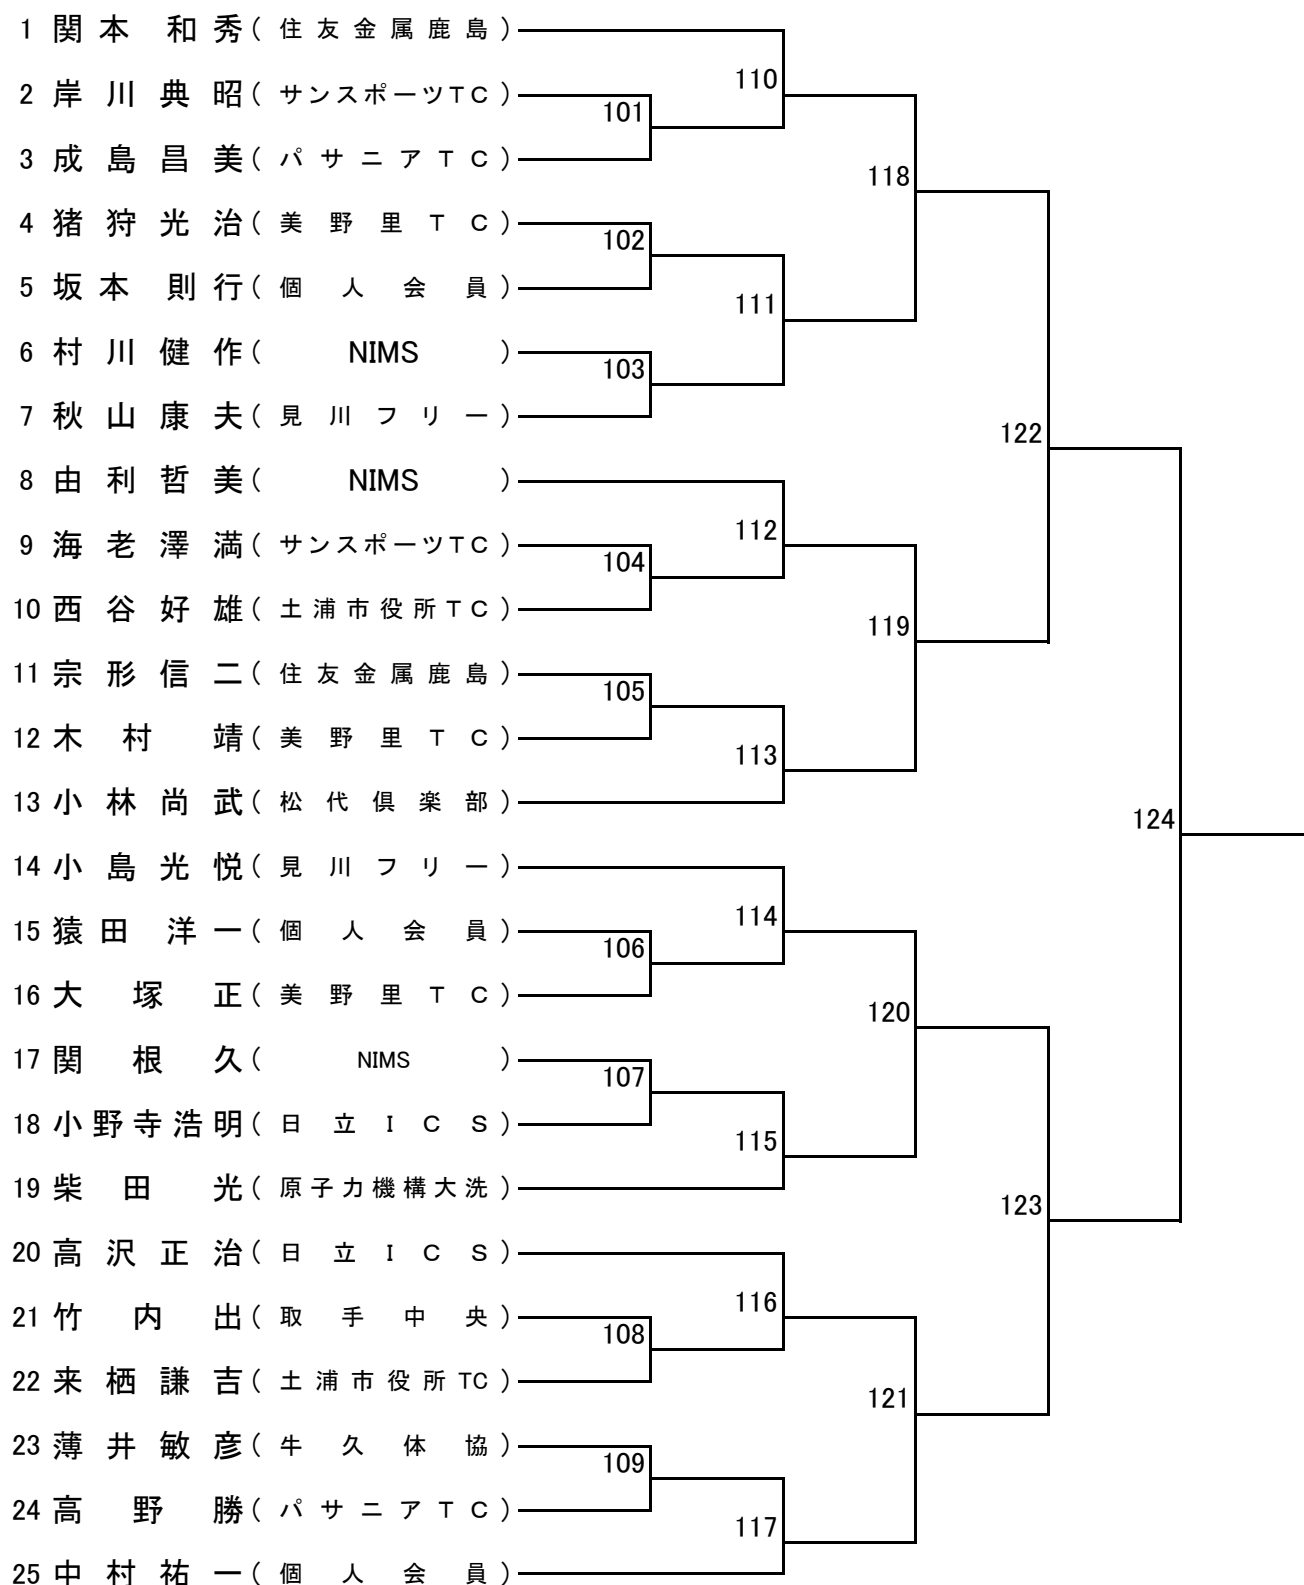 1 関本 和秀( 住友金属鹿島 )
110
2 岸川典昭( サンスポーツTC )
101
3 成島昌美( パサニアTC )
118
4 猪狩光治( 美野里TC )
102
5 坂本 則行( 個人会員 )
111
6 村川健作( NIMS )
103
7 秋山康夫( 見川フリー )
122
8 由利哲美( NIMS )
112
9 海老澤満( サンスポーツTC )
104
10 西谷好雄( 土浦市役所TC )
119
11 宗形信二( 住友金属鹿島 )
105
12 木村 靖( 美野里TC )
113
13 小林尚武( 松代倶楽部 )
124
14 小島光悦( 見川フリー )
114
15 猿田 洋一( 個人会員 )
106
16 大塚正( 美野里TC )
120
17 関根久( NIMS )
107
18 小野寺浩明( 日立ICS )
115
19 柴田 光( 原子力機構大洗 )
123
20 高沢正治( 日立ICS )
116
21 竹内出( 取手中央 )
108
22 来栖謙吉( 土浦市役所TC )
121
23 薄井敏彦( 牛久体協 )
109
24 高野勝( パサニアTC )
117
25 中村祐一( 個人会員 )